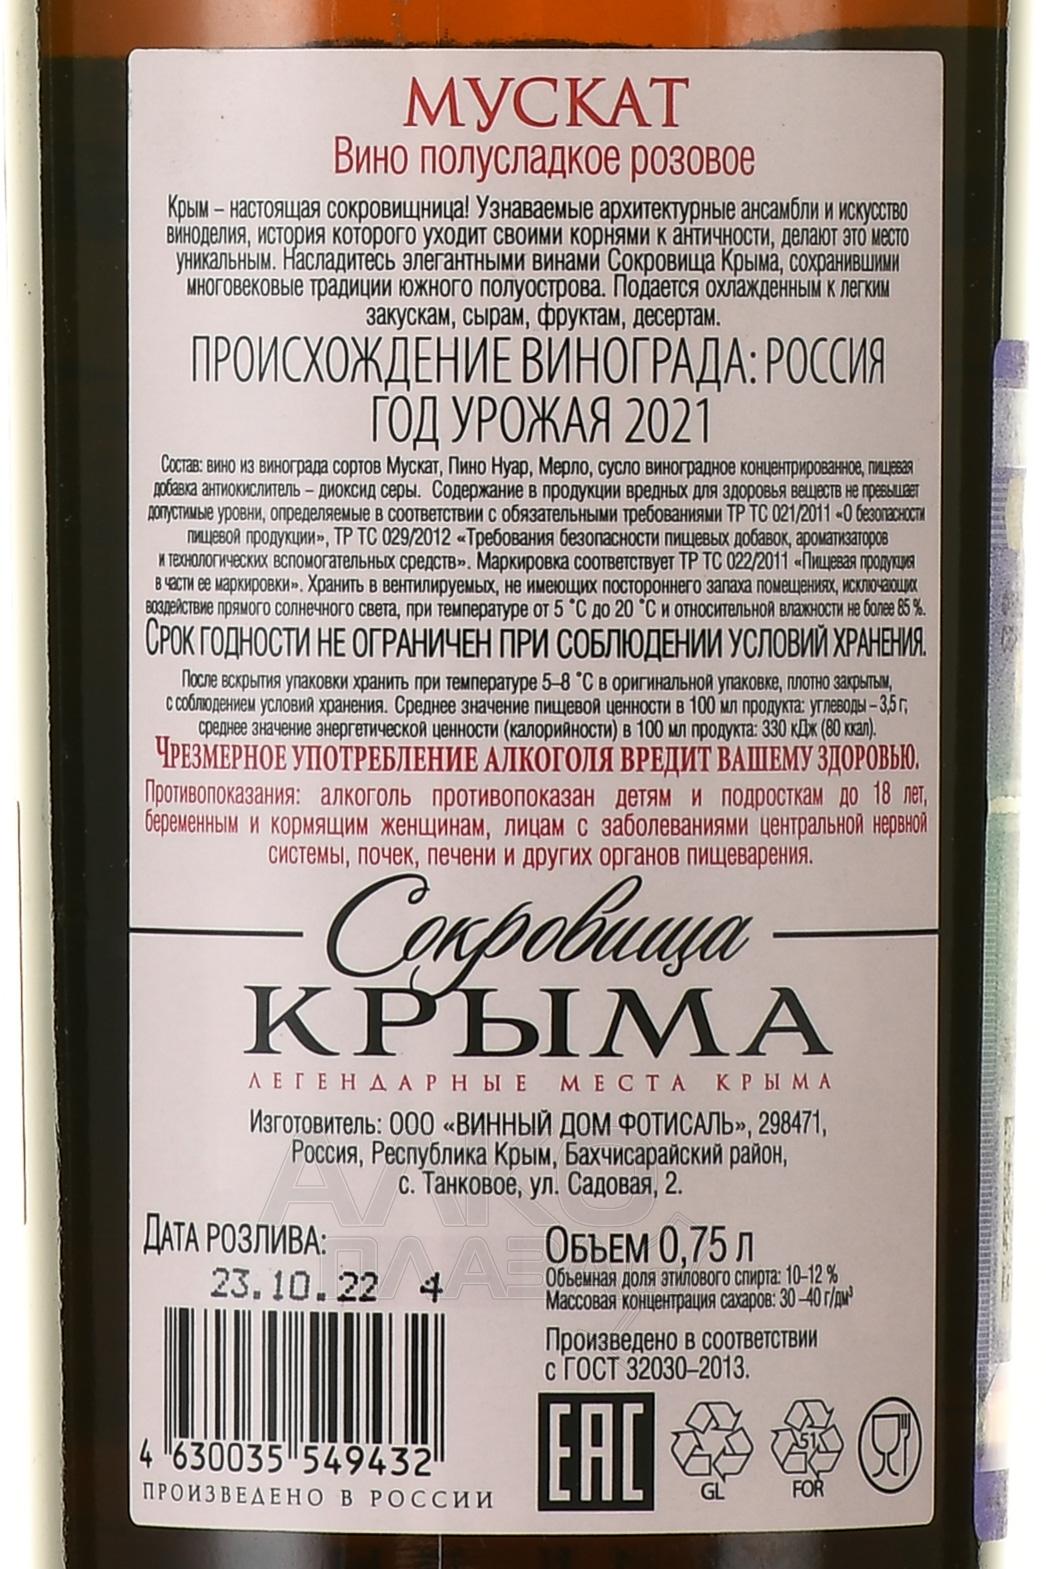 МУСКАТ
Вино полусладкое розовое
Крым – настоящая сокровищница! Узнаваемые архитектурные ансамбли и искусство
виноделия, история которого уходит своими корнями к античности, делают это место
уникальным. Насладитесь элегантными винами Сокровища Крыма, сохранившими
многовековые традиции южного полуострова. Подается охлажденным к легким
закускам, сырам, фруктам, десертам.
ПРОИСХОЖДЕНИЕ ВИНОГРАДА: РОССИЯ
ГОД УРОЖАЯ 2021
Состав: вино из винограда сортов Мускат, Пино Нуар, Мерло, сусло виноградное концентрированное, пищевая
добавка антиокислитель – диоксид серы. Содержание в продукции вредных для здоровья веществ не превышает
допустимые уровни, определяемые в соответствии с обязательными требованиями ТР ТС 021/2011 «О безопасности
пищевой продукции», ТР ТС 029/2012 «Требования безопасности пищевых добавок, ароматизаторов
и технологических вспомогательных средств». Маркировка соответствует ТР ТС 022/2011 «Пищевая продукция
в части ее маркировки». Хранить в вентилируемых, не имеющих постороннего запаха помещениях, исключающих
воздействие прямого солнечного света, при температуре от 5 °С до 20 °С и относительной влажности не более 85 %.
СРОК ГОДНОСТИ НЕ ОГРАНИЧЕН ПРИ СОБЛЮДЕНИИ УСЛОВИЙ ХРАНЕНИЯ.
После вскрытия упаковки хранить при температуре 5–8 °С в оригинальной упаковке, плотно закрытым,
с соблюдением условий хранения. Среднее значение пищевой ценности в 100 мл продукта: углеводы – 3,5 г;
среднее значение энергетической ценности (калорийности) в 100 мл продукта: 330 кДж (80 ккал).
ЧРЕЗМЕРНОЕ УПОТРЕБЛЕНИЕ АЛКОГОЛЯ ВРЕДИТ ВАШЕМУ ЗДОРОВЬЮ.
Противопоказания: алкоголь противопоказан детям и подросткам до 18 лет,
беременным и кормящим женщинам, лицам с заболеваниями центральной нервной
системы, почек, печени и других органов пищеварения.
Сокровища
КРЫМА
ЛЕГЕНДАРНЫЕ МЕСТА КРЫМА
Изготовитель: ООО «ВИННЫЙ ДОМ ФОТИСАЛЬ», 298471,
Россия, Республика Крым, Бахчисарайский район,
с. Танковое, ул. Садовая, 2.
АЛКО
ПЛАЗА
ДАТА РОЗЛИВА:
23.10.22 4
ОБЪЕМ 0,75 л
Объемная доля этилового спирта: 10–12 %
Массовая концентрация сахаров: 30 –40 г/дм³
Произведено в соответствии
с ГОСТ 32030–2013.
4 630035 549432
ПРОИЗВЕДЕНО В РОССИИ
ЕАС
GL
51
FOR